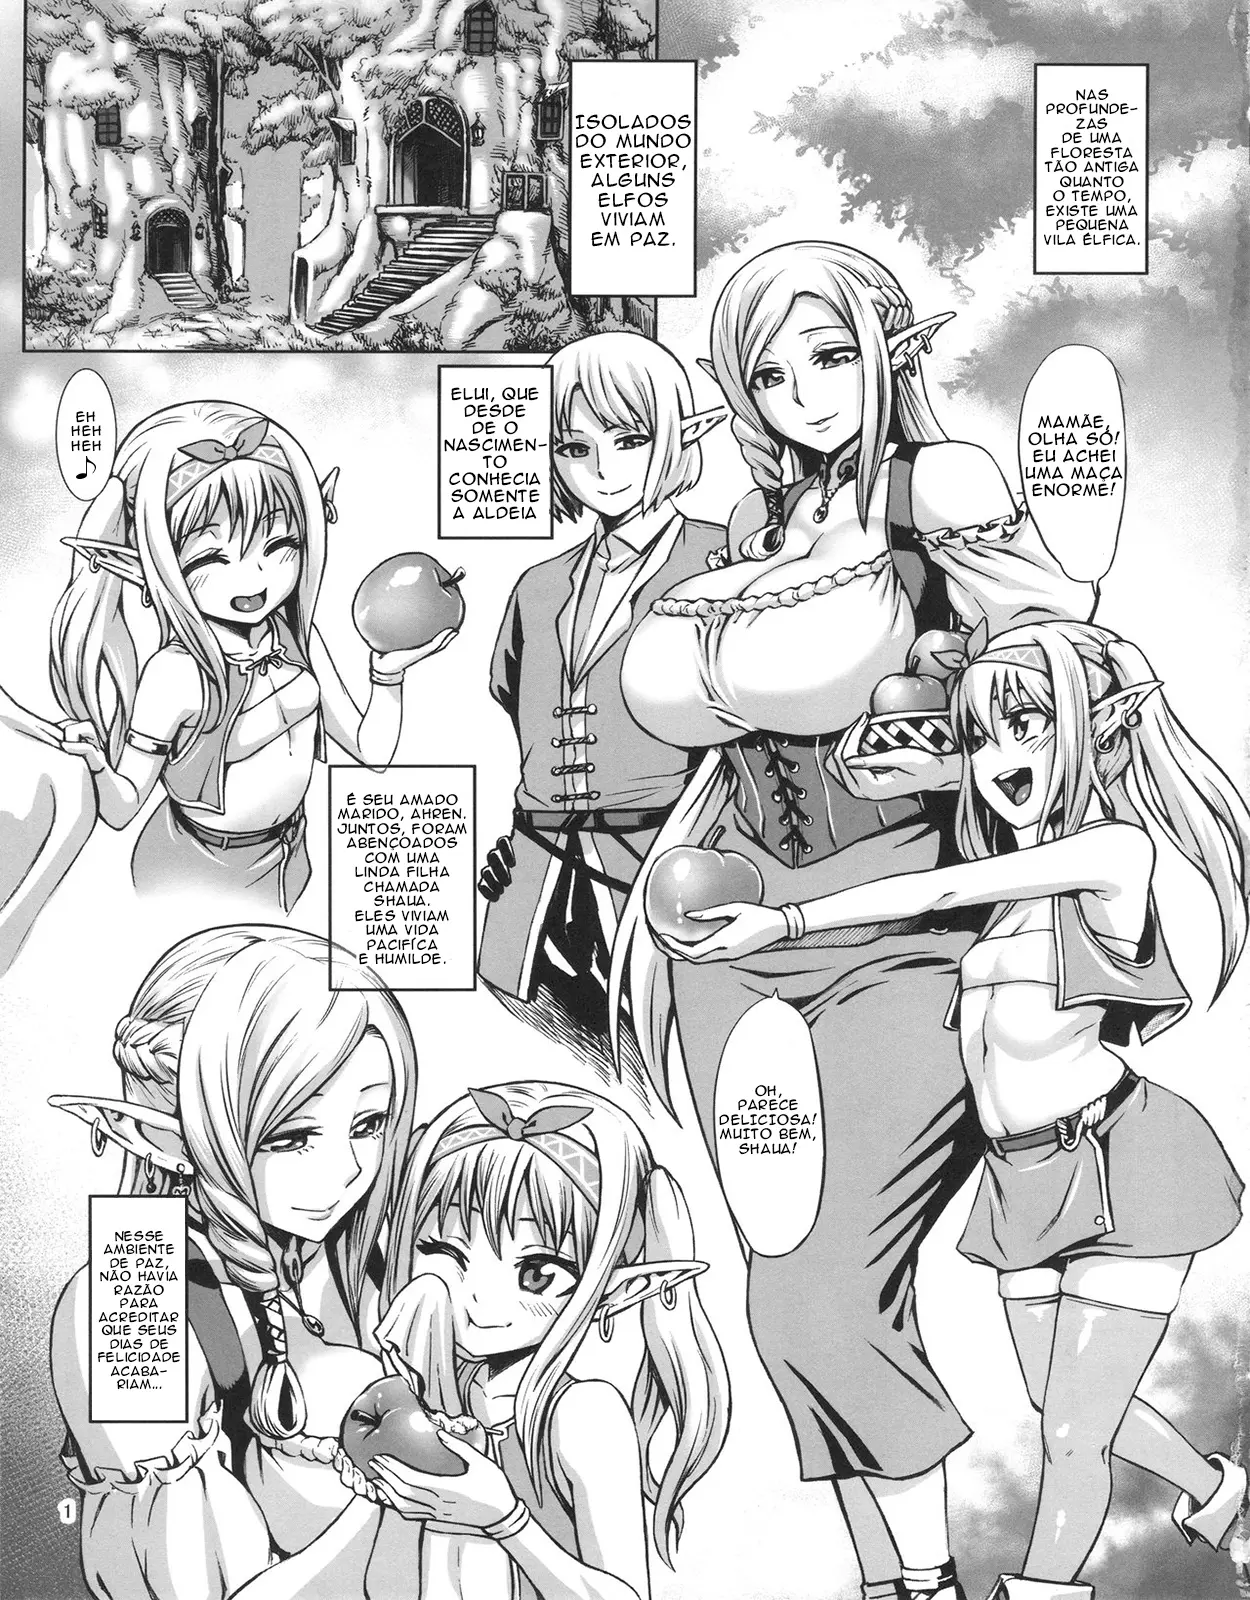 NAS
PROFUNDE-
ZAS
DE UMA
FLORESTA
TÃO ANTIGA
QUANTO
O TEMPO,
EXISTE UMA
PEQUENA
VILA ÉLFICA.
ISOLADOS
DO MUNDO
EXTERIOR,
ALGUNS
ELFOS
VIVIAM
EM PAZ.
MAMÃE,
OLHA SÓ!
EU ACHEI
UMA MAÇA
ENORME!
ELUI, QUE
DESDE
DE O
NASCIMEN-
TO
CONHECIA
SOMENTE
A ALDEIA
EH
HEH
HEH
♪
É SEU AMADO
MARIDO, AHREN.
JUNTOS, FORAM
ABENÇOADOS
COM UMA
LINDA FILHA
CHAMADA
SHAUA.
ELES VIVIAM
UMA VIDA
PACIFÍCA
E HUMILDE.
OH,
PARECE
DELICIOSA!
MUITO BEM,
SHAUA!
NESSE
AMBIENTE
DE PAZ,
NÃO HAVIA
RAZÃO
PARA
ACREDITAR
QUE SEUS
DIAS DE
FELICIDADE
ACABA-
RIAM...
1